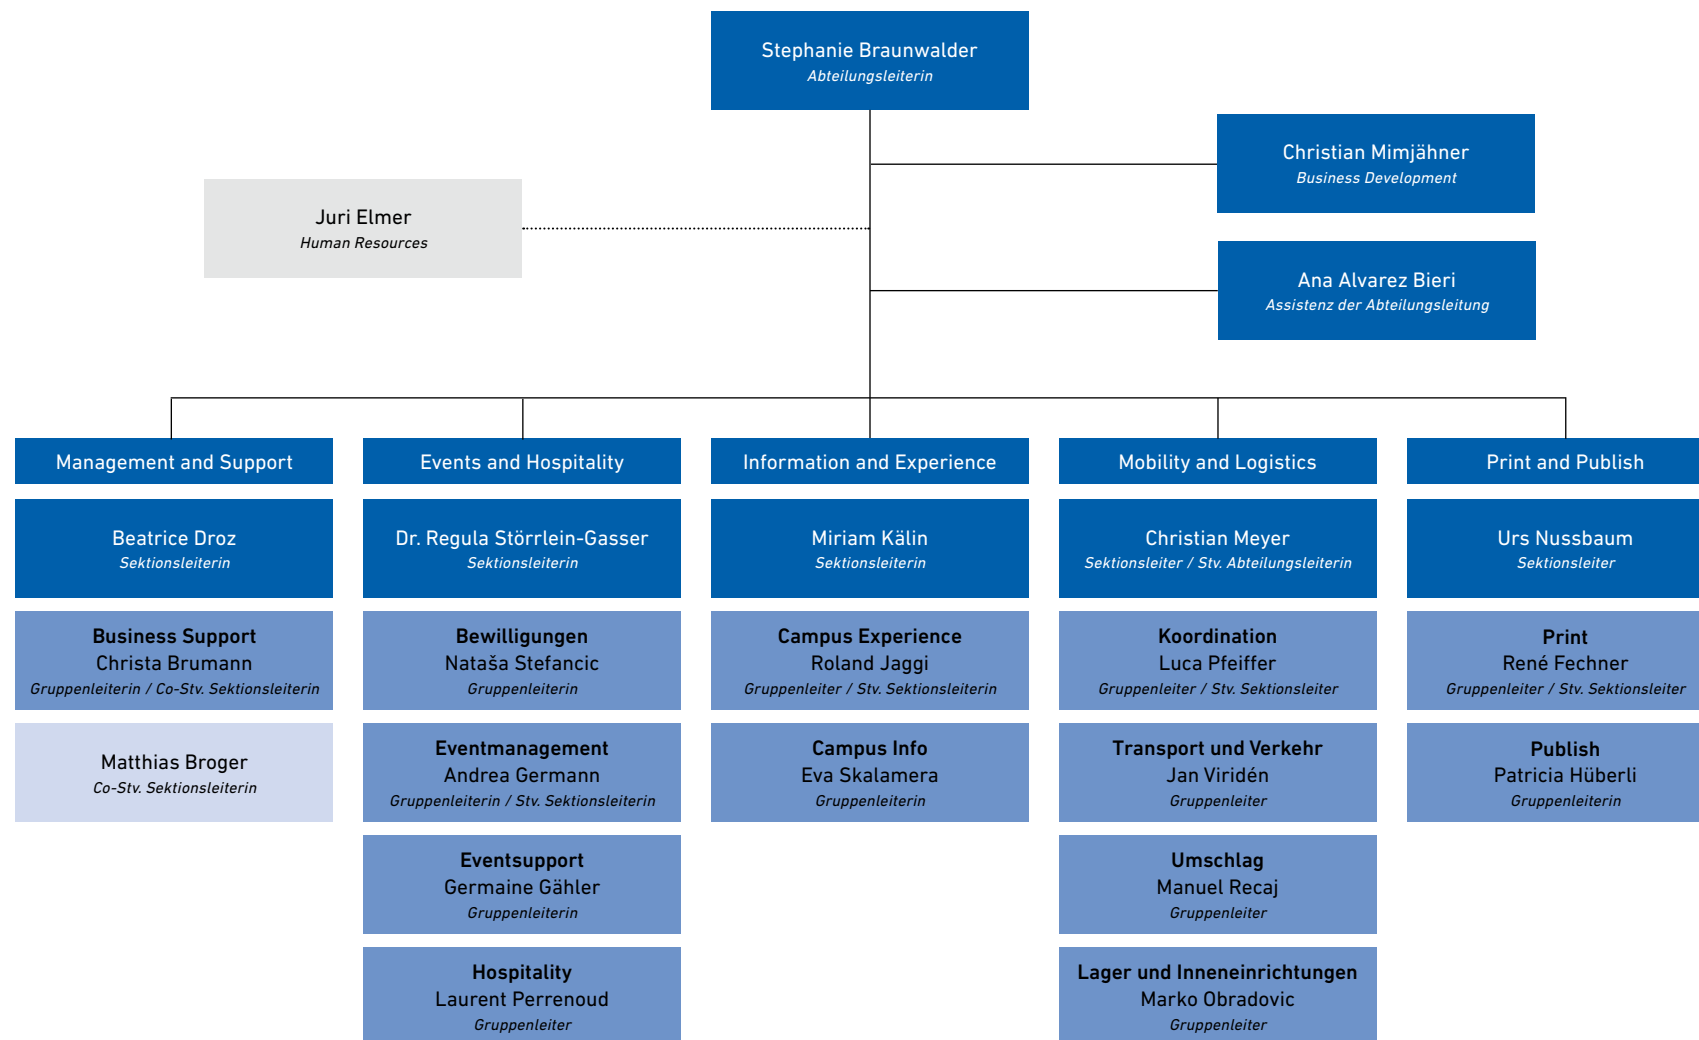 Stephanie Braunwalder
Abteilungsleiterin
Christian Mimjähner
Business Development
Juri Elmer
Human Resources
Ana Alvarez Bieri
Assistenz der Abteilungsleitung
Management and Support
Beatrice Droz
Sektionsleiterin
Business Support
Christa Brumann
Gruppenleiterin / Co-Stv. Sektionsleiterin
Matthias Broger
Co-Stv. Sektionsleiterin
Events and Hospitality
Dr. Regula Störrlein-Gasser
Sektionsleiterin
Bewilligungen
Nataša Stefancic
Gruppenleiterin
Eventmanagement
Andrea Germann
Gruppenleiterin / Stv. Sektionsleiterin
Eventsupport
Germaine Gähler
Gruppenleiterin
Hospitality
Laurent Perrenoud
Gruppenleiter
Information and Experience
Miriam Kälin
Sektionsleiterin
Campus Experience
Roland Jaggi
Gruppenleiter / Stv. Sektionsleiterin
Campus Info
Eva Skalamera
Gruppenleiterin
Mobility and Logistics
Christian Meyer
Sektionsleiter / Stv. Abteilungsleiterin
Koordination
Luca Pfeiffer
Gruppenleiter / Stv. Sektionsleiter
Transport und Verkehr
Jan Viridén
Gruppenleiter
Umschlag
Manuel Recaj
Gruppenleiter
Lager und Inneneinrichtungen
Marko Obradovic
Gruppenleiter
Print and Publish
Urs Nussbaum
Sektionsleiter
Print
René Fechner
Gruppenleiter / Stv. Sektionsleiter
Publish
Patricia Hüberli
Gruppenleiterin